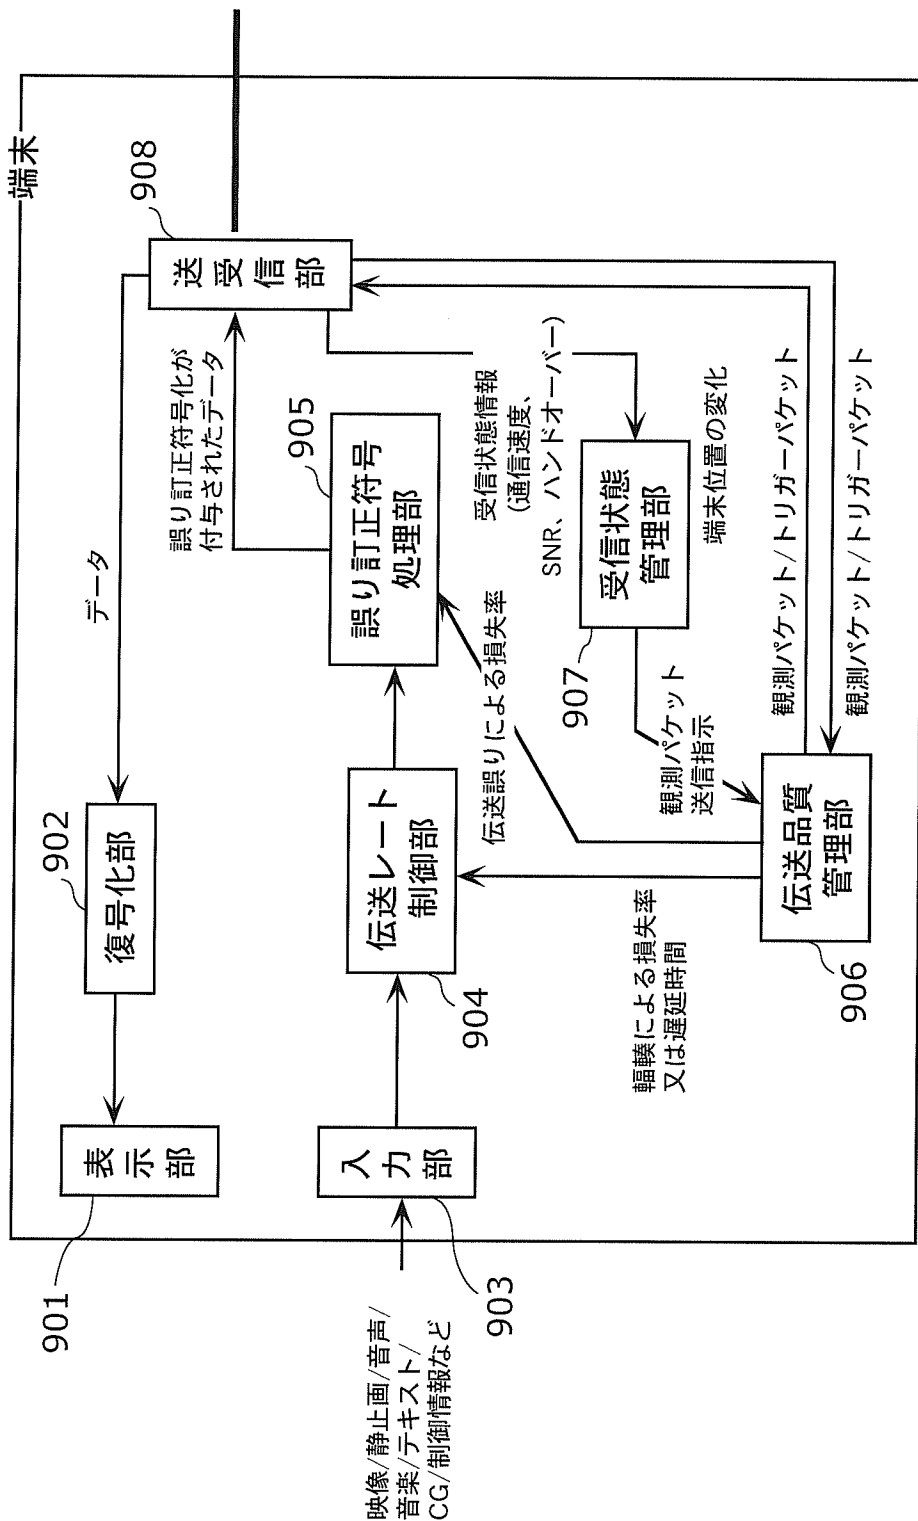 端末
908
送受信部
データ
誤り訂正符号化が
付与されたデータ
905
誤り訂正符号
処理部
受信状態情報
(通信速度、
SNR、ハンドオーバー)
受信状態
管理部
907
端末位置の変化
観測パケット/トリガーパケット
観測パケット/トリガーパケット
902
復号化部
伝送レート
制御部
904
伝送誤りによる損失率
観測パケット
送信指示
伝送品質
管理部
906
輻輳による損失率
又は遅延時間
表示部
901
入力部
903
映像/静止画/音声/
音楽/テキスト/
CG/制御情報など